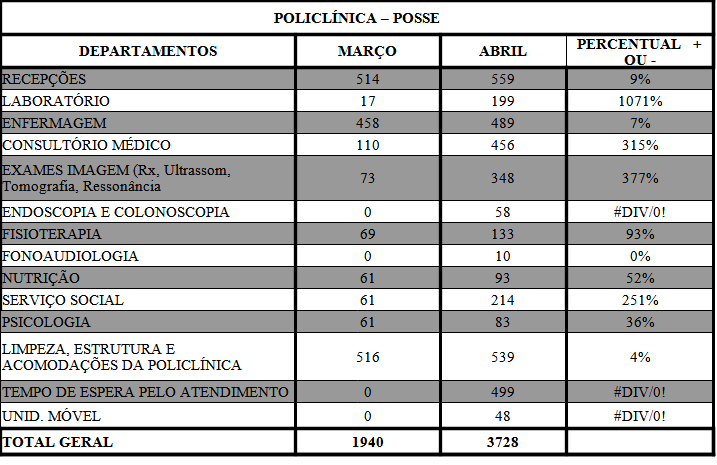 POLICLÍNICA – POSSE
DEPARTAMENTOS MARÇO ABRIL PERCENTUAL + OU -
RECEPÇÕES 514 559 9%
LABORATÓRIO 17 199 1071%
ENFERMAGEM 458 489 7%
CONSULTÓRIO MÉDICO 110 456 315%
EXAMES IMAGEM (Rx, Ultrassom,
Tomografia, Ressonância 73 348 377%
ENDOSCOPIA E COLONOSCOPIA 0 58 #DIV/0!
FISIOTERAPIA 69 133 93%
FONOAUDIOLOGIA 0 10 0%
NUTRIÇÃO 61 93 52%
SERVIÇO SOCIAL 61 214 251%
PSICOLOGIA 61 83 36%
LIMPEZA, ESTRUTURA E
ACOMODAÇÕES DA POLICLÍNICA 516 539 4%
TEMPO DE ESPERA PELO ATENDIMENTO 0 499 #DIV/0!
UNID. MÓVEL 0 48 #DIV/0!
TOTAL GERAL 1940 3728